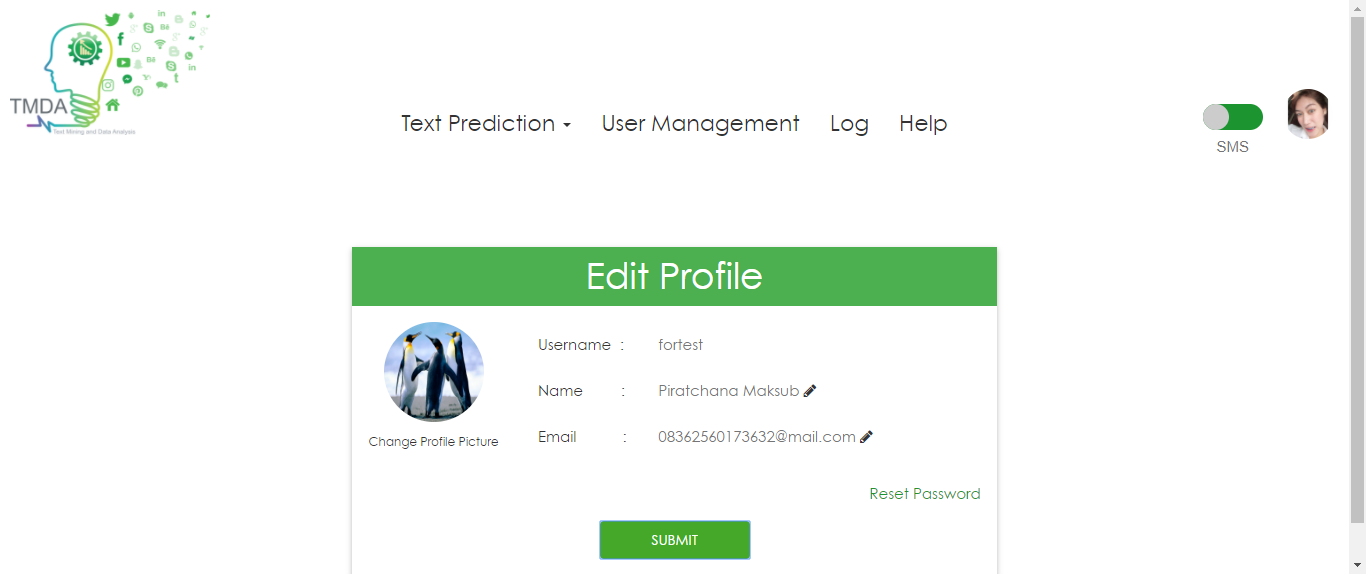 TMDA
Text Mining and Data Analysis
Text Prediction User Management Log Help
SMS
Edit Profile
Username : fortest
Name : Piratchana Maksub
Email : 08362560173632@mail.com
Change Profile Picture
Reset Password
SUBMIT